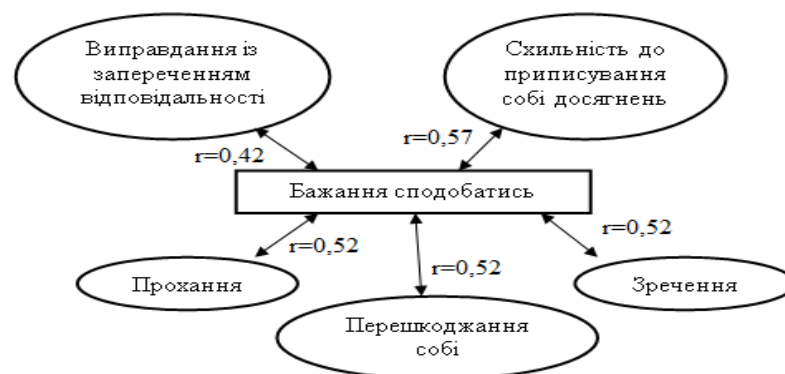 Виправдання із
запереченням
відповідальності
Схильність до
приписування
собі досягнень
r=0,42
r=0,57
Бажання сподобатись
r=0,52
r=0,52
r=0,52
Прохання
Перешкоджання
собі
Зречення